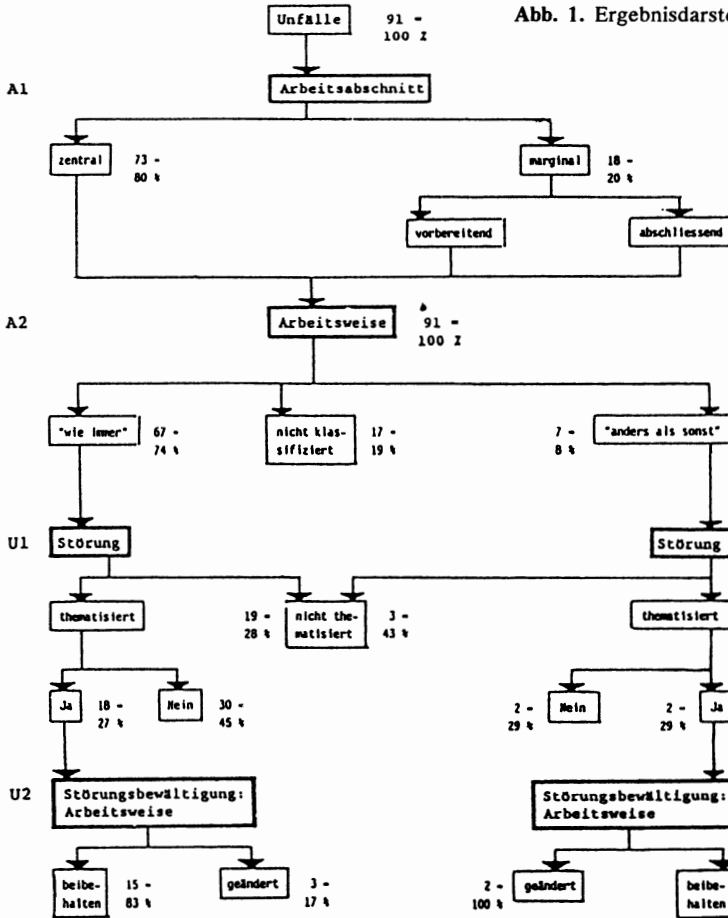 Abb. 1. Ergebnisdarste
Unfälle 91 =
100 %
A1 Arbeitsabschnitt
zentral 73 = marginal 18 =
80 % 20 %
vorbereitend abschliessend
A2 Arbeitsweise 91 =
100 %
"wie immer" 67 = nicht klas- 17 = 7 = "anders als sonst"
74 % sifiziert 19 % 8 %
U1 Störung Störung
thematisiert 19 = nicht the- 3 = thematisiert
28 % matisiert 43 %
Ja 18 = Nein 30 = 2 = Nein 2 = Ja
27 % 45 % 29 % 29 %
U2 Störungsbewältigung: Störungsbewältigung:
Arbeitsweise Arbeitsweise
beibe- 15 = geändert 3 = 2 = geändert beibe-
halten 83 % 17 % 100 % halten